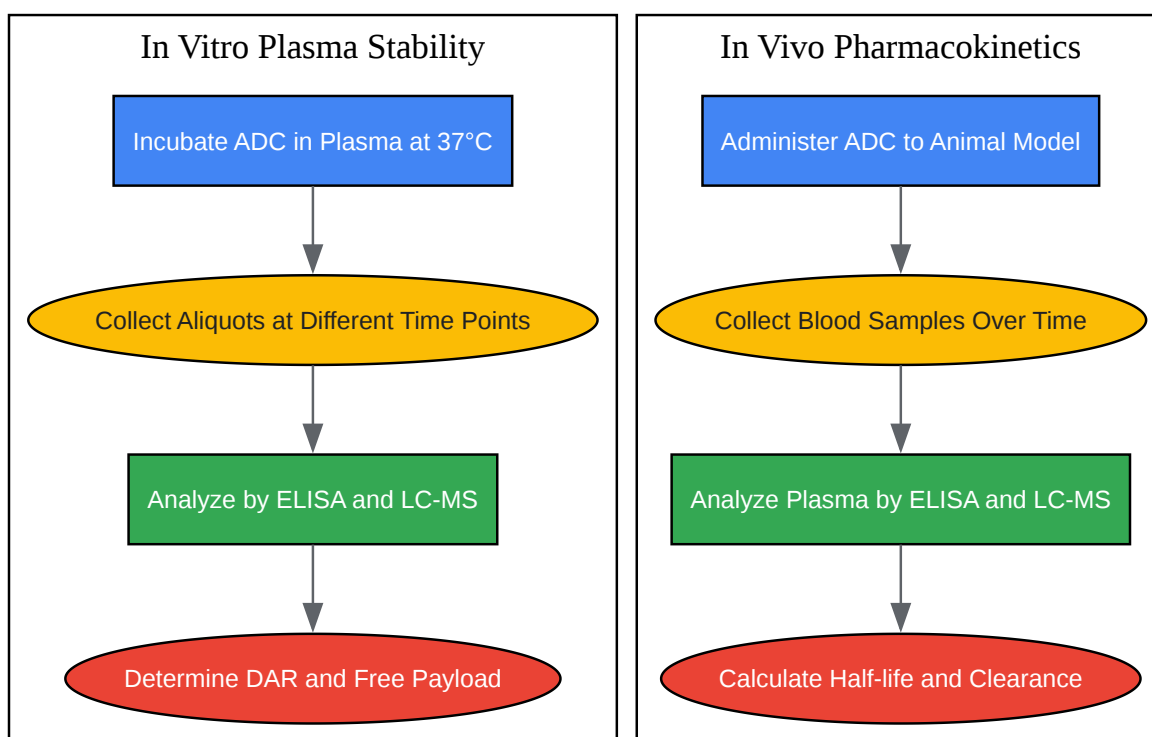 In Vitro Plasma Stability
Incubate ADC in Plasma at 37°C
Collect Aliquots at Different Time Points
Analyze by ELISA and LC-MS
Determine DAR and Free Payload
In Vivo Pharmacokinetics
Administer ADC to Animal Model
Collect Blood Samples Over Time
Analyze Plasma by ELISA and LC-MS
Calculate Half-life and Clearance